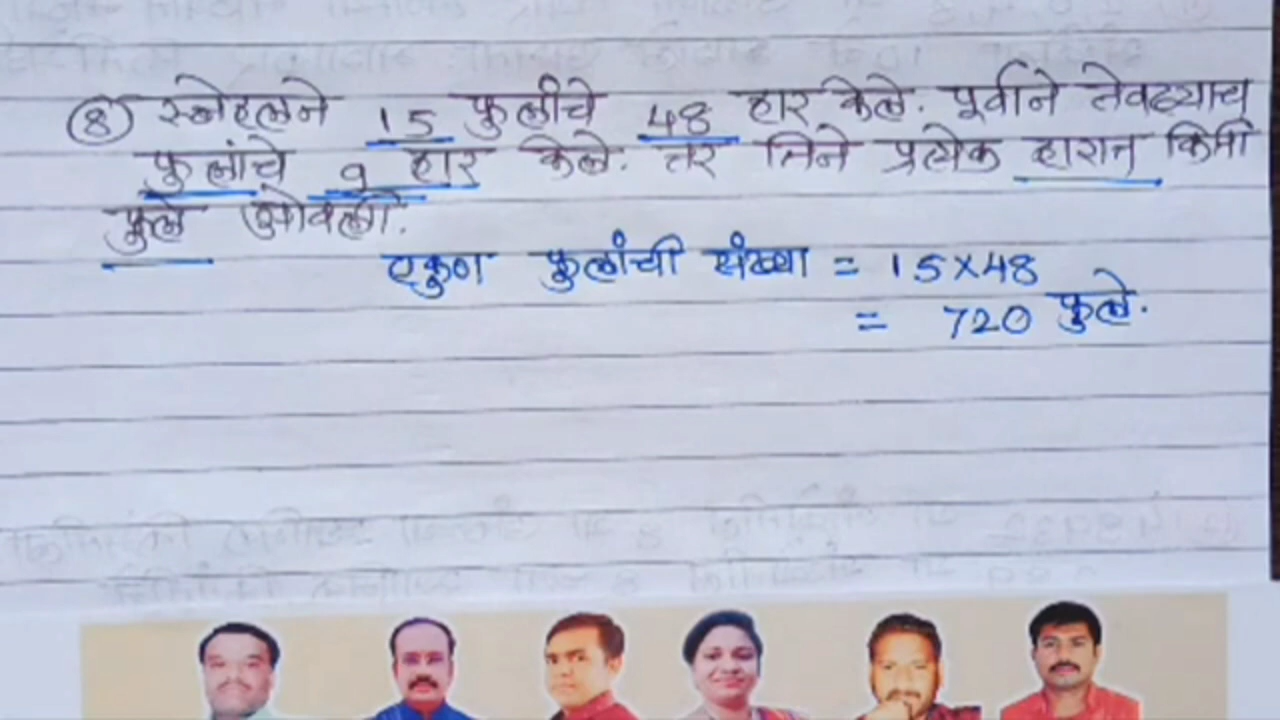 (8) स्नेहलने 15 फुलांचे 48 हार केले. पूर्वाने तेवढ्याच
फुलांचे 9 हार केले. तर तिने प्रत्येक हारात किती
फुले ओवली.
एकुण फुलांची संख्या = 15×48
= 720 फुले.